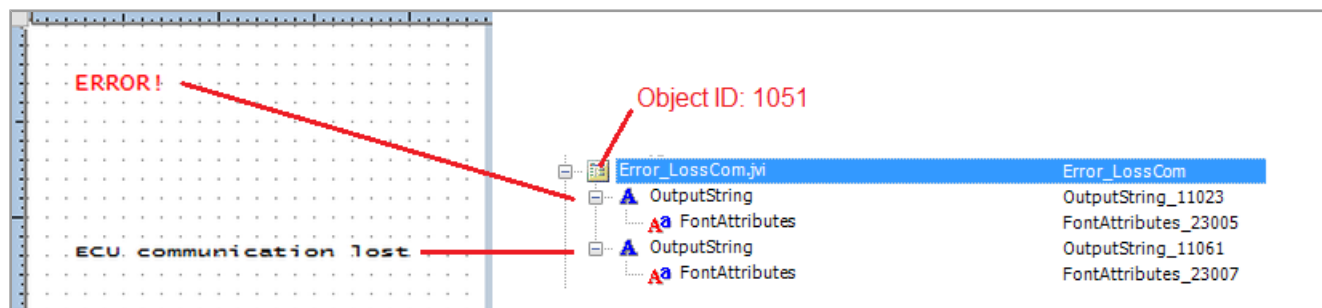 ERROR!
Object ID: 1051
Error_LossCom.jvi Error_LossCom
OutputString OutputString_11023
FontAttributes FontAttributes_23005
ECU communication lost
OutputString OutputString_11061
FontAttributes FontAttributes_23007